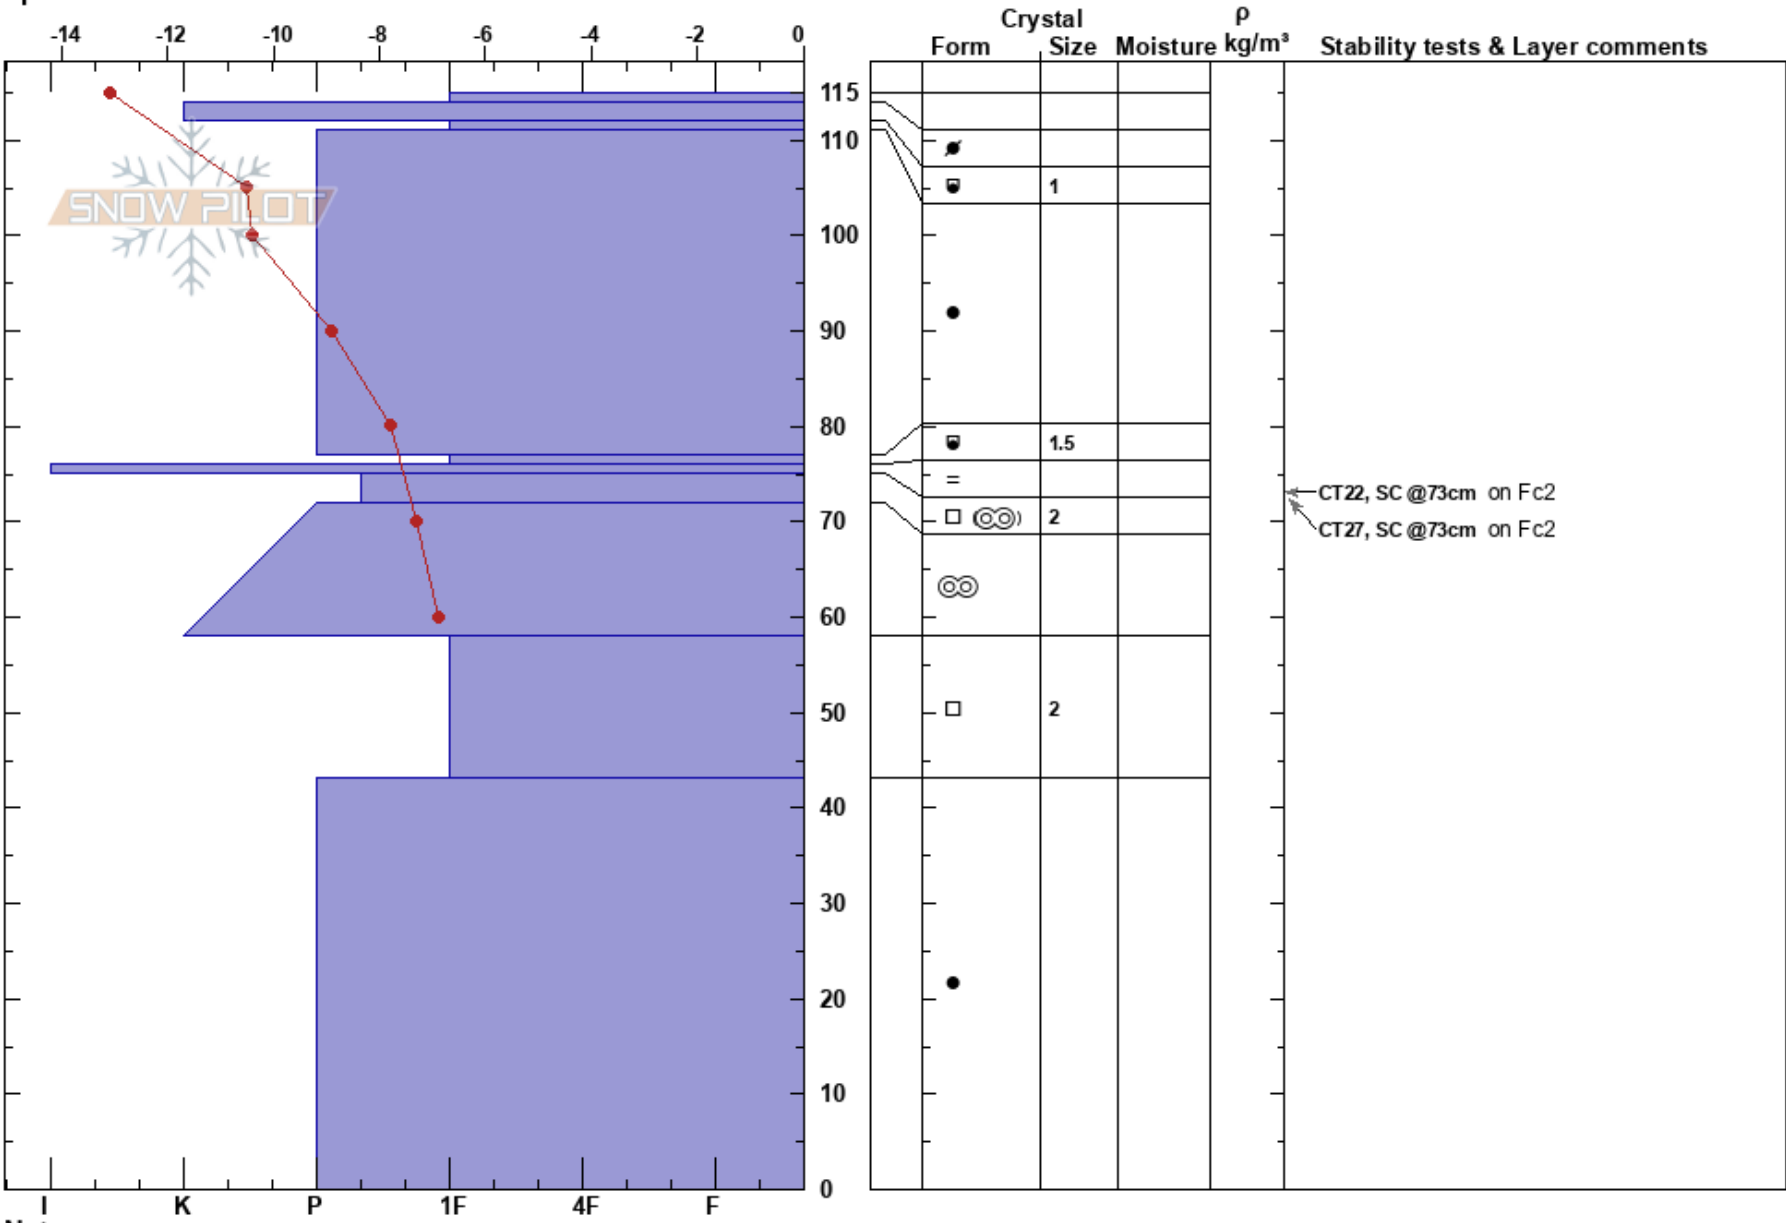 Crystal ρ
-14 -12 -10 -8 -6 -4 -2 0 Form Size Moisture kg/m³ Stability tests & Layer comments
115
110
SNOW PILOT 1
100
90
80
1.5
=
CT22, SC @73cm on Fc2
70 2
CT27, SC @73cm on Fc2
60
50 2
40
30
20
10
0
I K P 1F 4F F